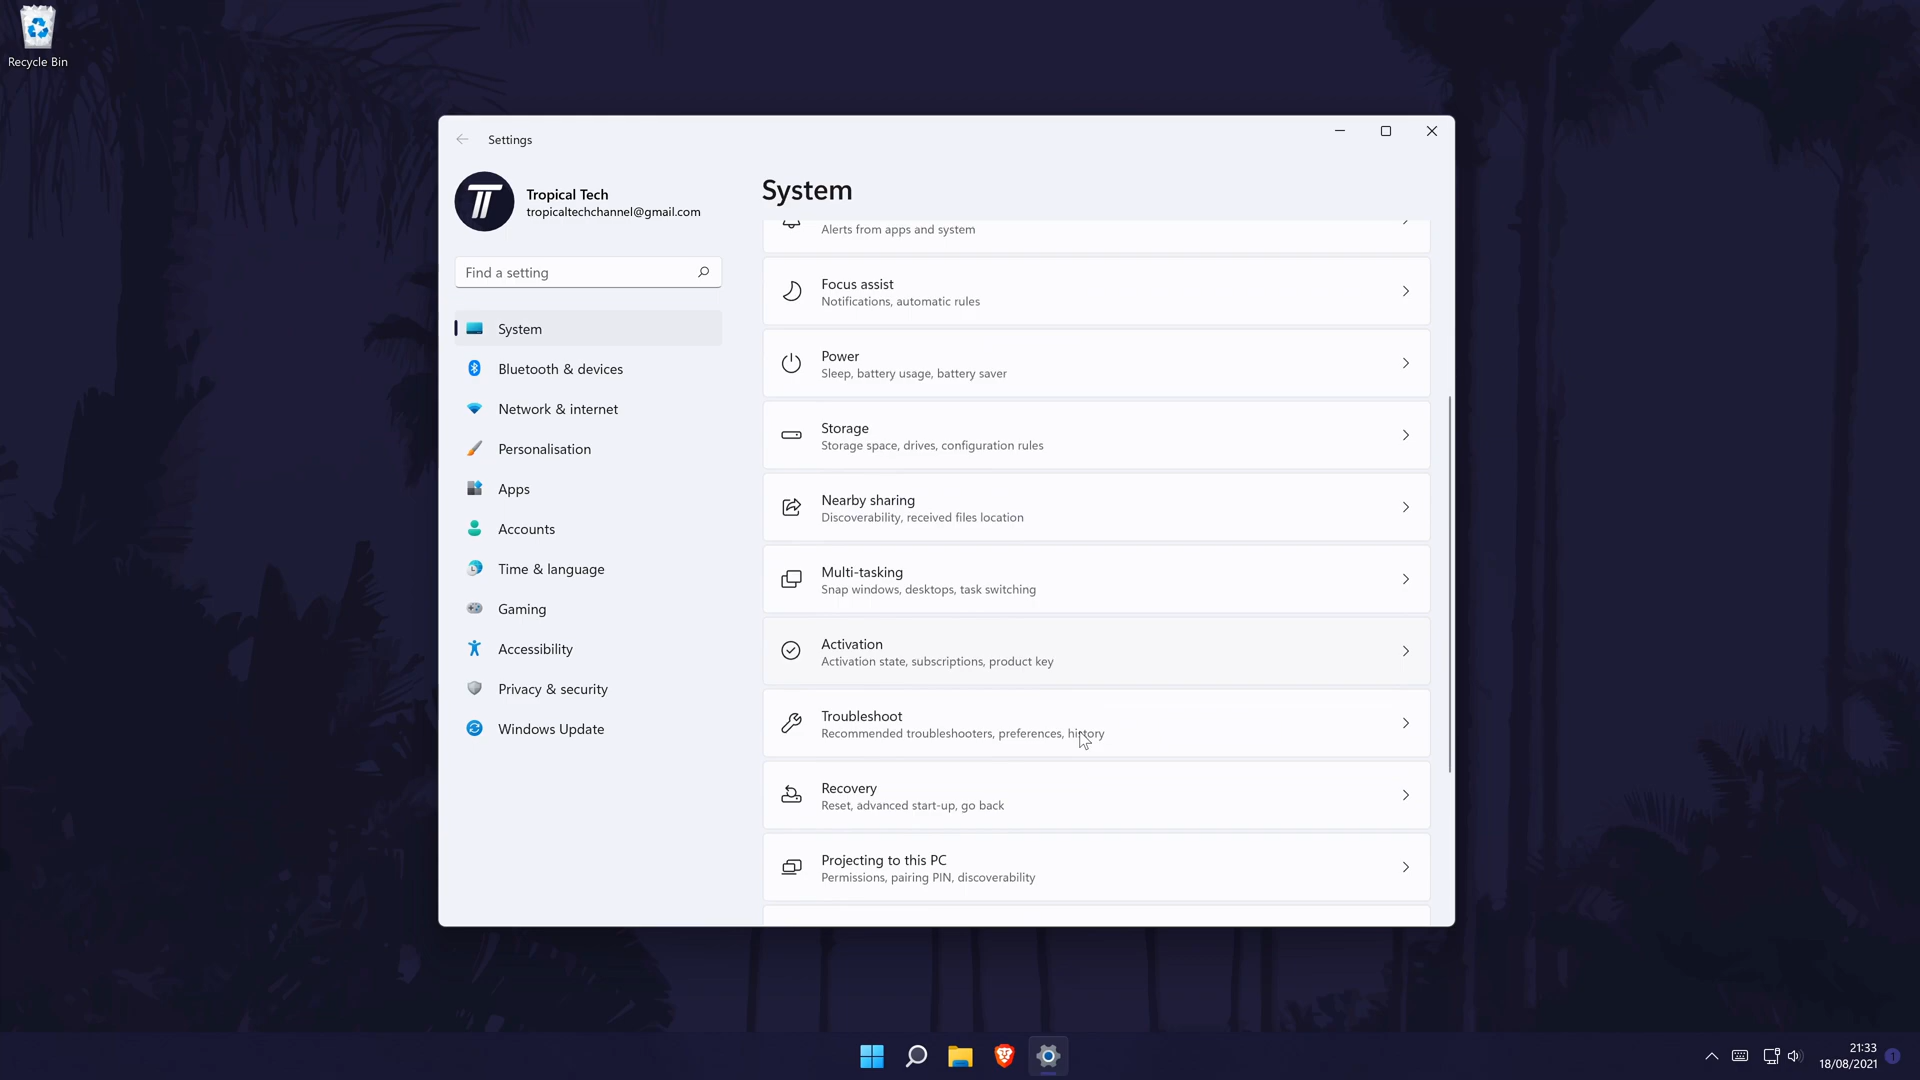 Recycle Bin
Settings
Tropical Tech
tropicaltechchannel@gmail.com
Find a setting
System
Bluetooth & devices
Network & internet
Personalisation
Apps
Accounts
Time & language
Gaming
Accessibility
Privacy & security
Windows Update
System
Alerts from apps and system
Focus assist
Notifications, automatic rules
Power
Sleep, battery usage, battery saver
Storage
Storage space, drives, configuration rules
Nearby sharing
Discoverability, received files location
Multi-tasking
Snap windows, desktops, task switching
Activation
Activation state, subscriptions, product key
Troubleshoot
Recommended troubleshooters, preferences, history
Recovery
Reset, advanced start-up, go back
Projecting to this PC
Permissions, pairing PIN, discoverability
21:33
18/08/2021
1